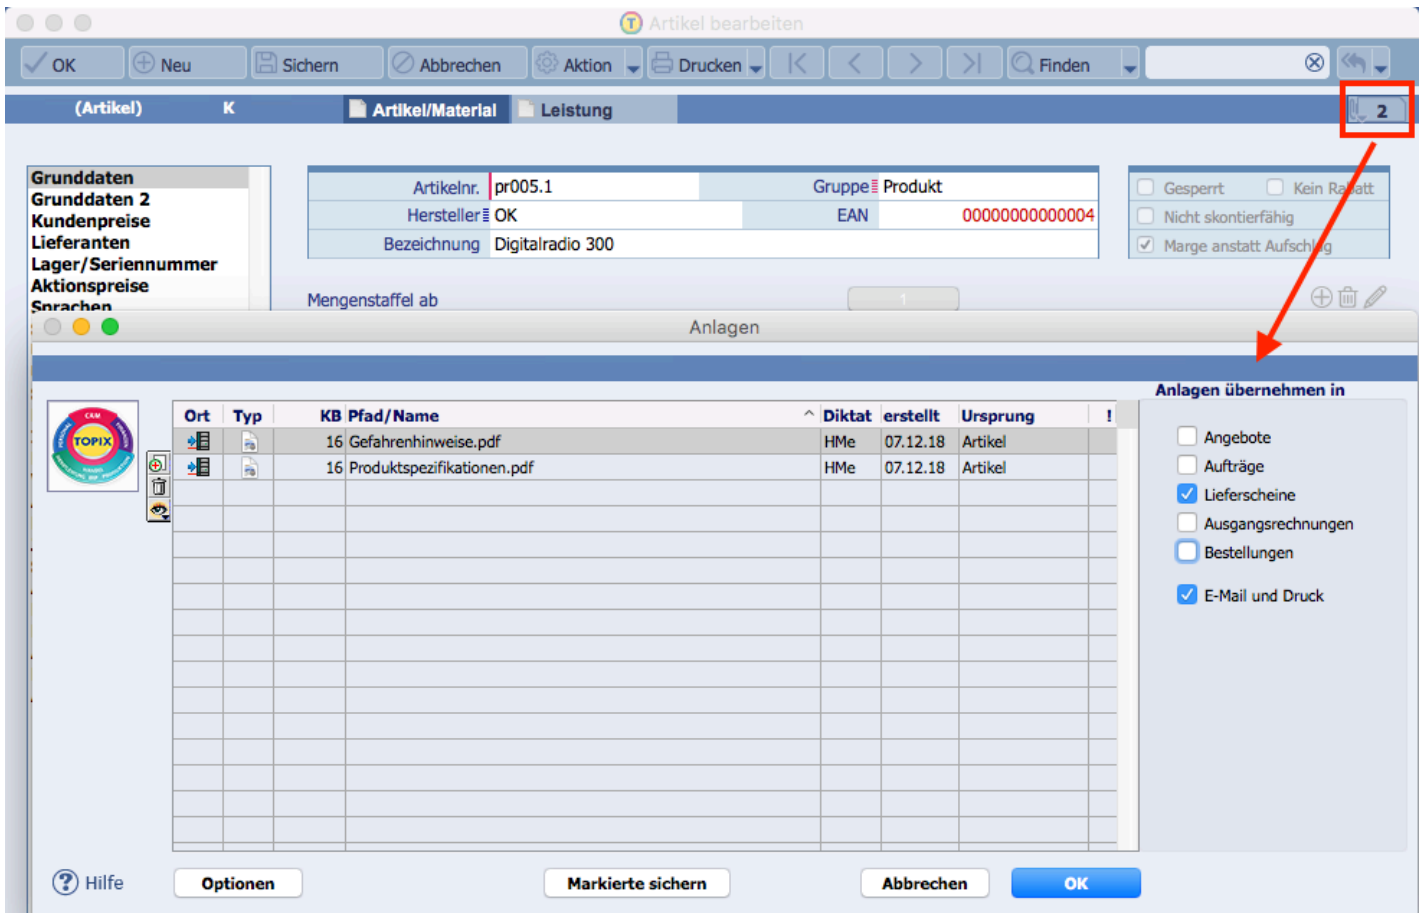 Artikel bearbeiten
OK Neu Sichern Abbrechen Aktion Drucken Finden
(Artikel) K Artikel/Material Leistung 2
Grunddaten
Grunddaten 2
Kundenpreise
Lieferanten
Lager/Seriennummer
Aktionspreise
Sprachen
Artikelnr. pr005.1 Gruppe Produkt
Hersteller OK EAN 00000000000004
Bezeichnung Digitalradio 300
Gesperrt Kein Rabatt
Nicht skontierfähig
Marge anstatt Aufschlag
Mengenstaffel ab 1
Anlagen
TOPIX
Ort Typ KB Pfad/Name Diktat erstellt Ursprung !
16 Gefahrenhinweise.pdf HMe 07.12.18 Artikel
16 Produktspezifikationen.pdf HMe 07.12.18 Artikel
Anlagen übernehmen in
Angebote
Aufträge
Lieferscheine
Ausgangsrechnungen
Bestellungen
E-Mail und Druck
? Hilfe Optionen Markierte sichern Abbrechen OK